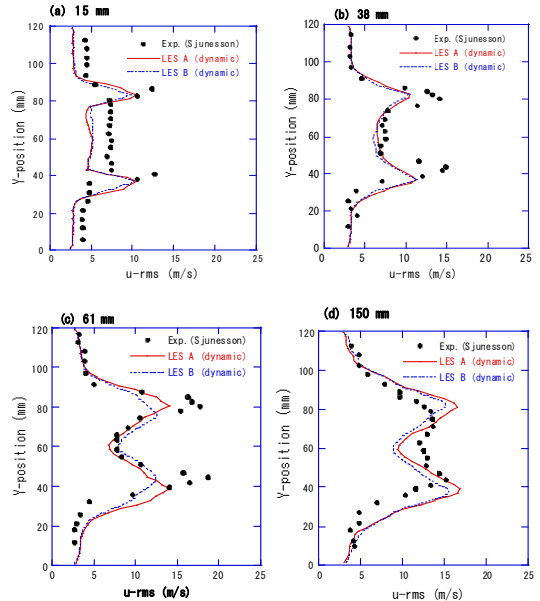 (a) 15 mm
120
Exp. (Sjunesson)
LES A (dynamic)
LES B (dynamic)
100
80
60
40
20
0
Y-position (mm)
0 5 10 15 20 25
u-rms (m/s)
(b) 38 mm
120
Exp. (Sjunesson)
LES A (dynamic)
LES B (dynamic)
100
80
60
40
20
0
Y-position (mm)
0 5 10 15 20 25
u-rms (m/s)
(c) 61 mm
120
Exp. (Sjunesson)
LES A (dynamic)
LES B (dynamic)
100
80
60
40
20
0
Y-position (mm)
0 5 10 15 20 25
u-rms (m/s)
(d) 150 mm
120
Exp. (Sjunesson)
LES A (dynamic)
LES B (dynamic)
100
80
60
40
20
0
Y-position (mm)
0 5 10 15 20 25
u-rms (m/s)